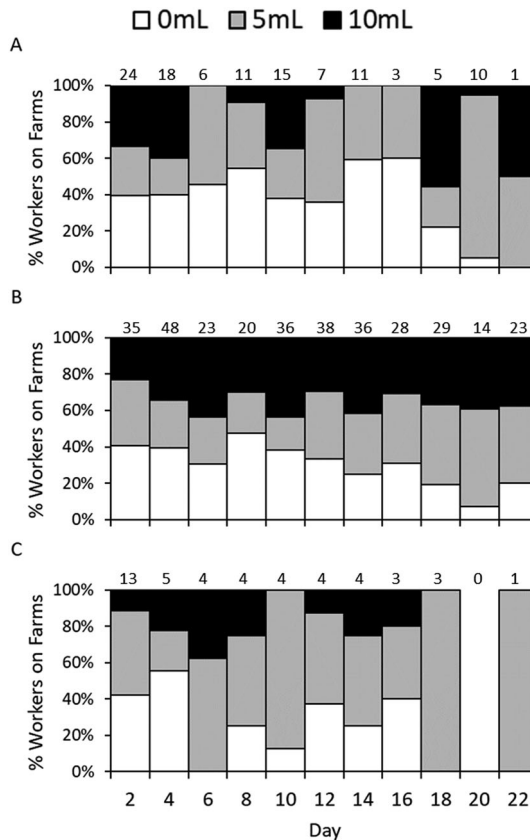 0mL 5mL 10mL
A
24 18 6 11 15 7 11 3 5 10 1
100%
80%
60%
40%
20%
0%
% Workers on Farms
B
35 48 23 20 36 38 36 28 29 14 23
100%
80%
60%
40%
20%
0%
% Workers on Farms
C
13 5 4 4 4 4 4 3 3 0 1
100%
80%
60%
40%
20%
0%
% Workers on Farms
2 4 6 8 10 12 14 16 18 20 22
Day